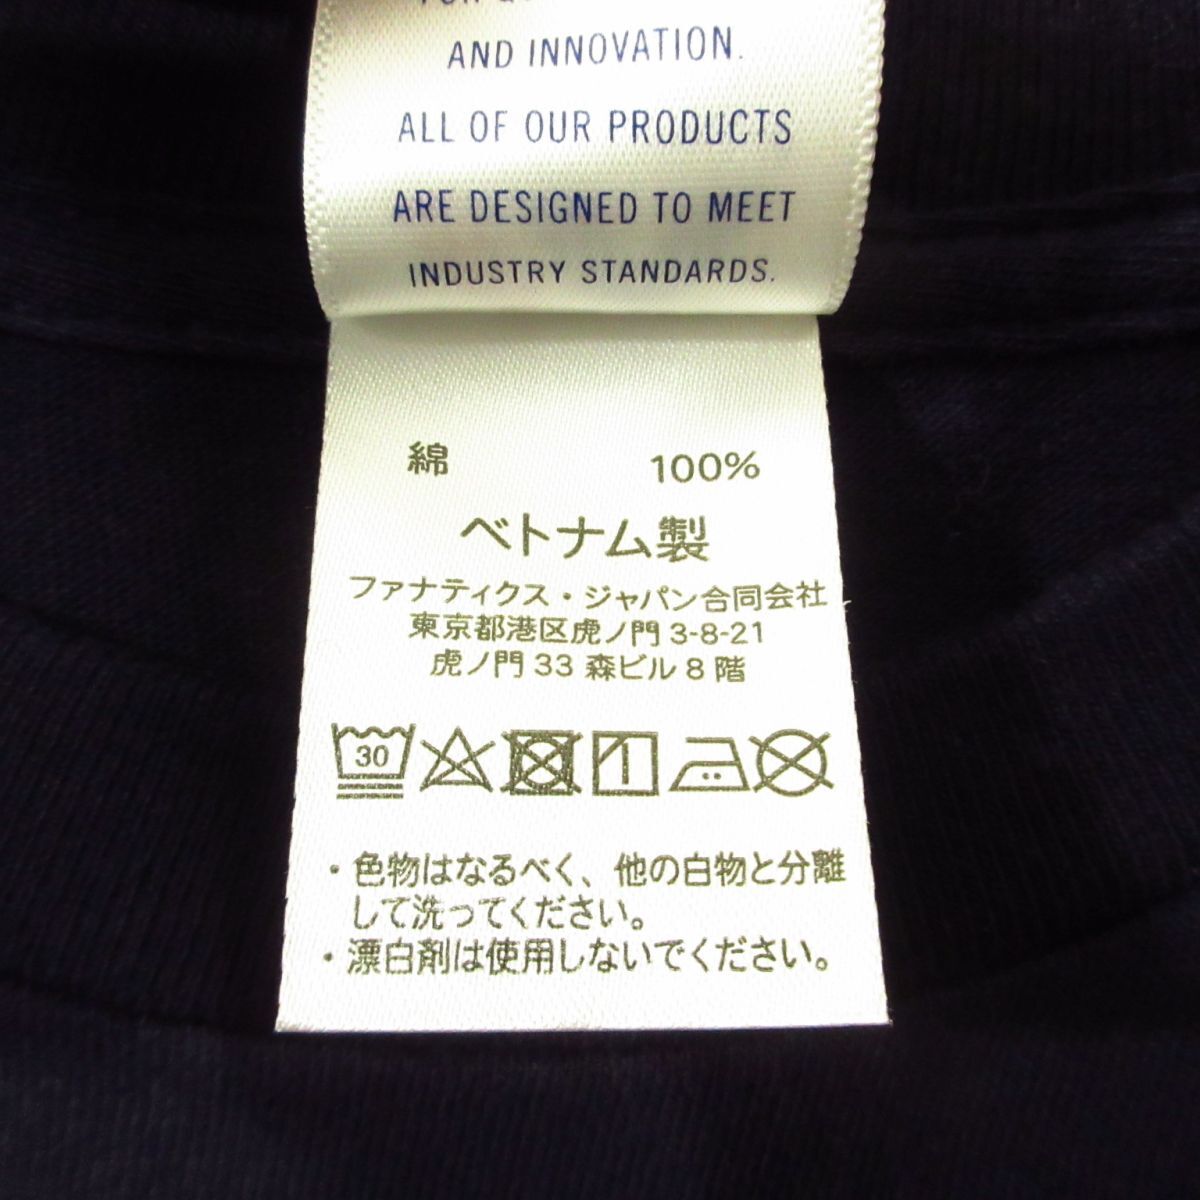 AND INNOVATION.
ALL OF OUR PRODUCTS
ARE DESIGNED TO MEET
INDUSTRY STANDARDS.
綿 100%
ベトナム製
ファナティクス・ジャパン合同会社
東京都港区虎ノ門 3-8-21
虎ノ門 33 森ビル 8 階
30
・色物はなるべく、他の白物と分離
して洗ってください。
・漂白剤は使用しないでください。